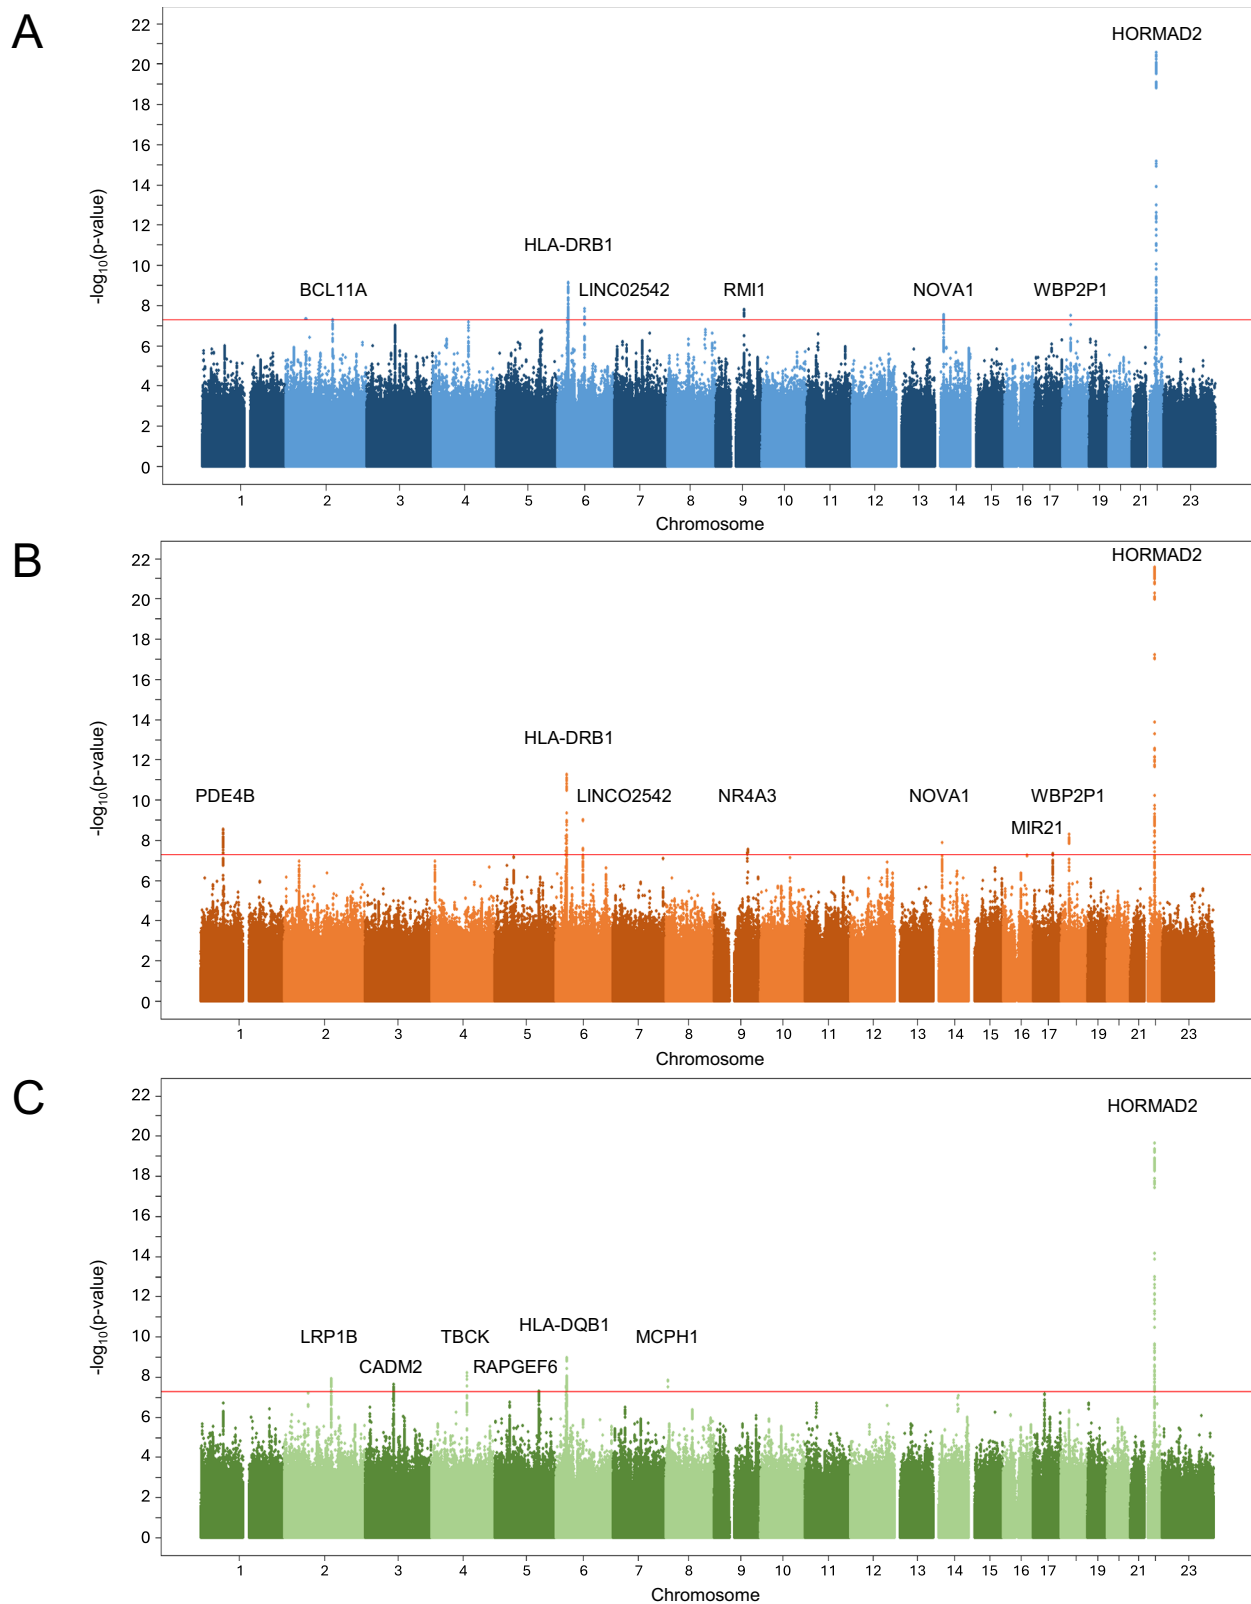 A
22
20
18
16
14
12
10
8
6
4
2
0
-log10(p-value)
HORMAD2
HLA-DRB1
BCL11A LINC02542 RMI1 NOVA1 WBP2P1
1 2 3 4 5 6 7 8 9 10 11 12 13 14 15 16 17 19 21 23
Chromosome
B
22
20
18
16
14
12
10
8
6
4
2
0
-log10(p-value)
HORMAD2
HLA-DRB1
PDE4B LINCO2542 NR4A3 NOVA1 WBP2P1
MIR21
1 2 3 4 5 6 7 8 9 10 11 12 13 14 15 16 17 19 21 23
Chromosome
C
22
20
18
16
14
12
10
8
6
4
2
0
-log10(p-value)
HORMAD2
HLA-DQB1
LRP1B TBCK MCPH1
CADM2 RAPGEF6
1 2 3 4 5 6 7 8 9 10 11 12 13 14 15 16 17 19 21 23
Chromosome